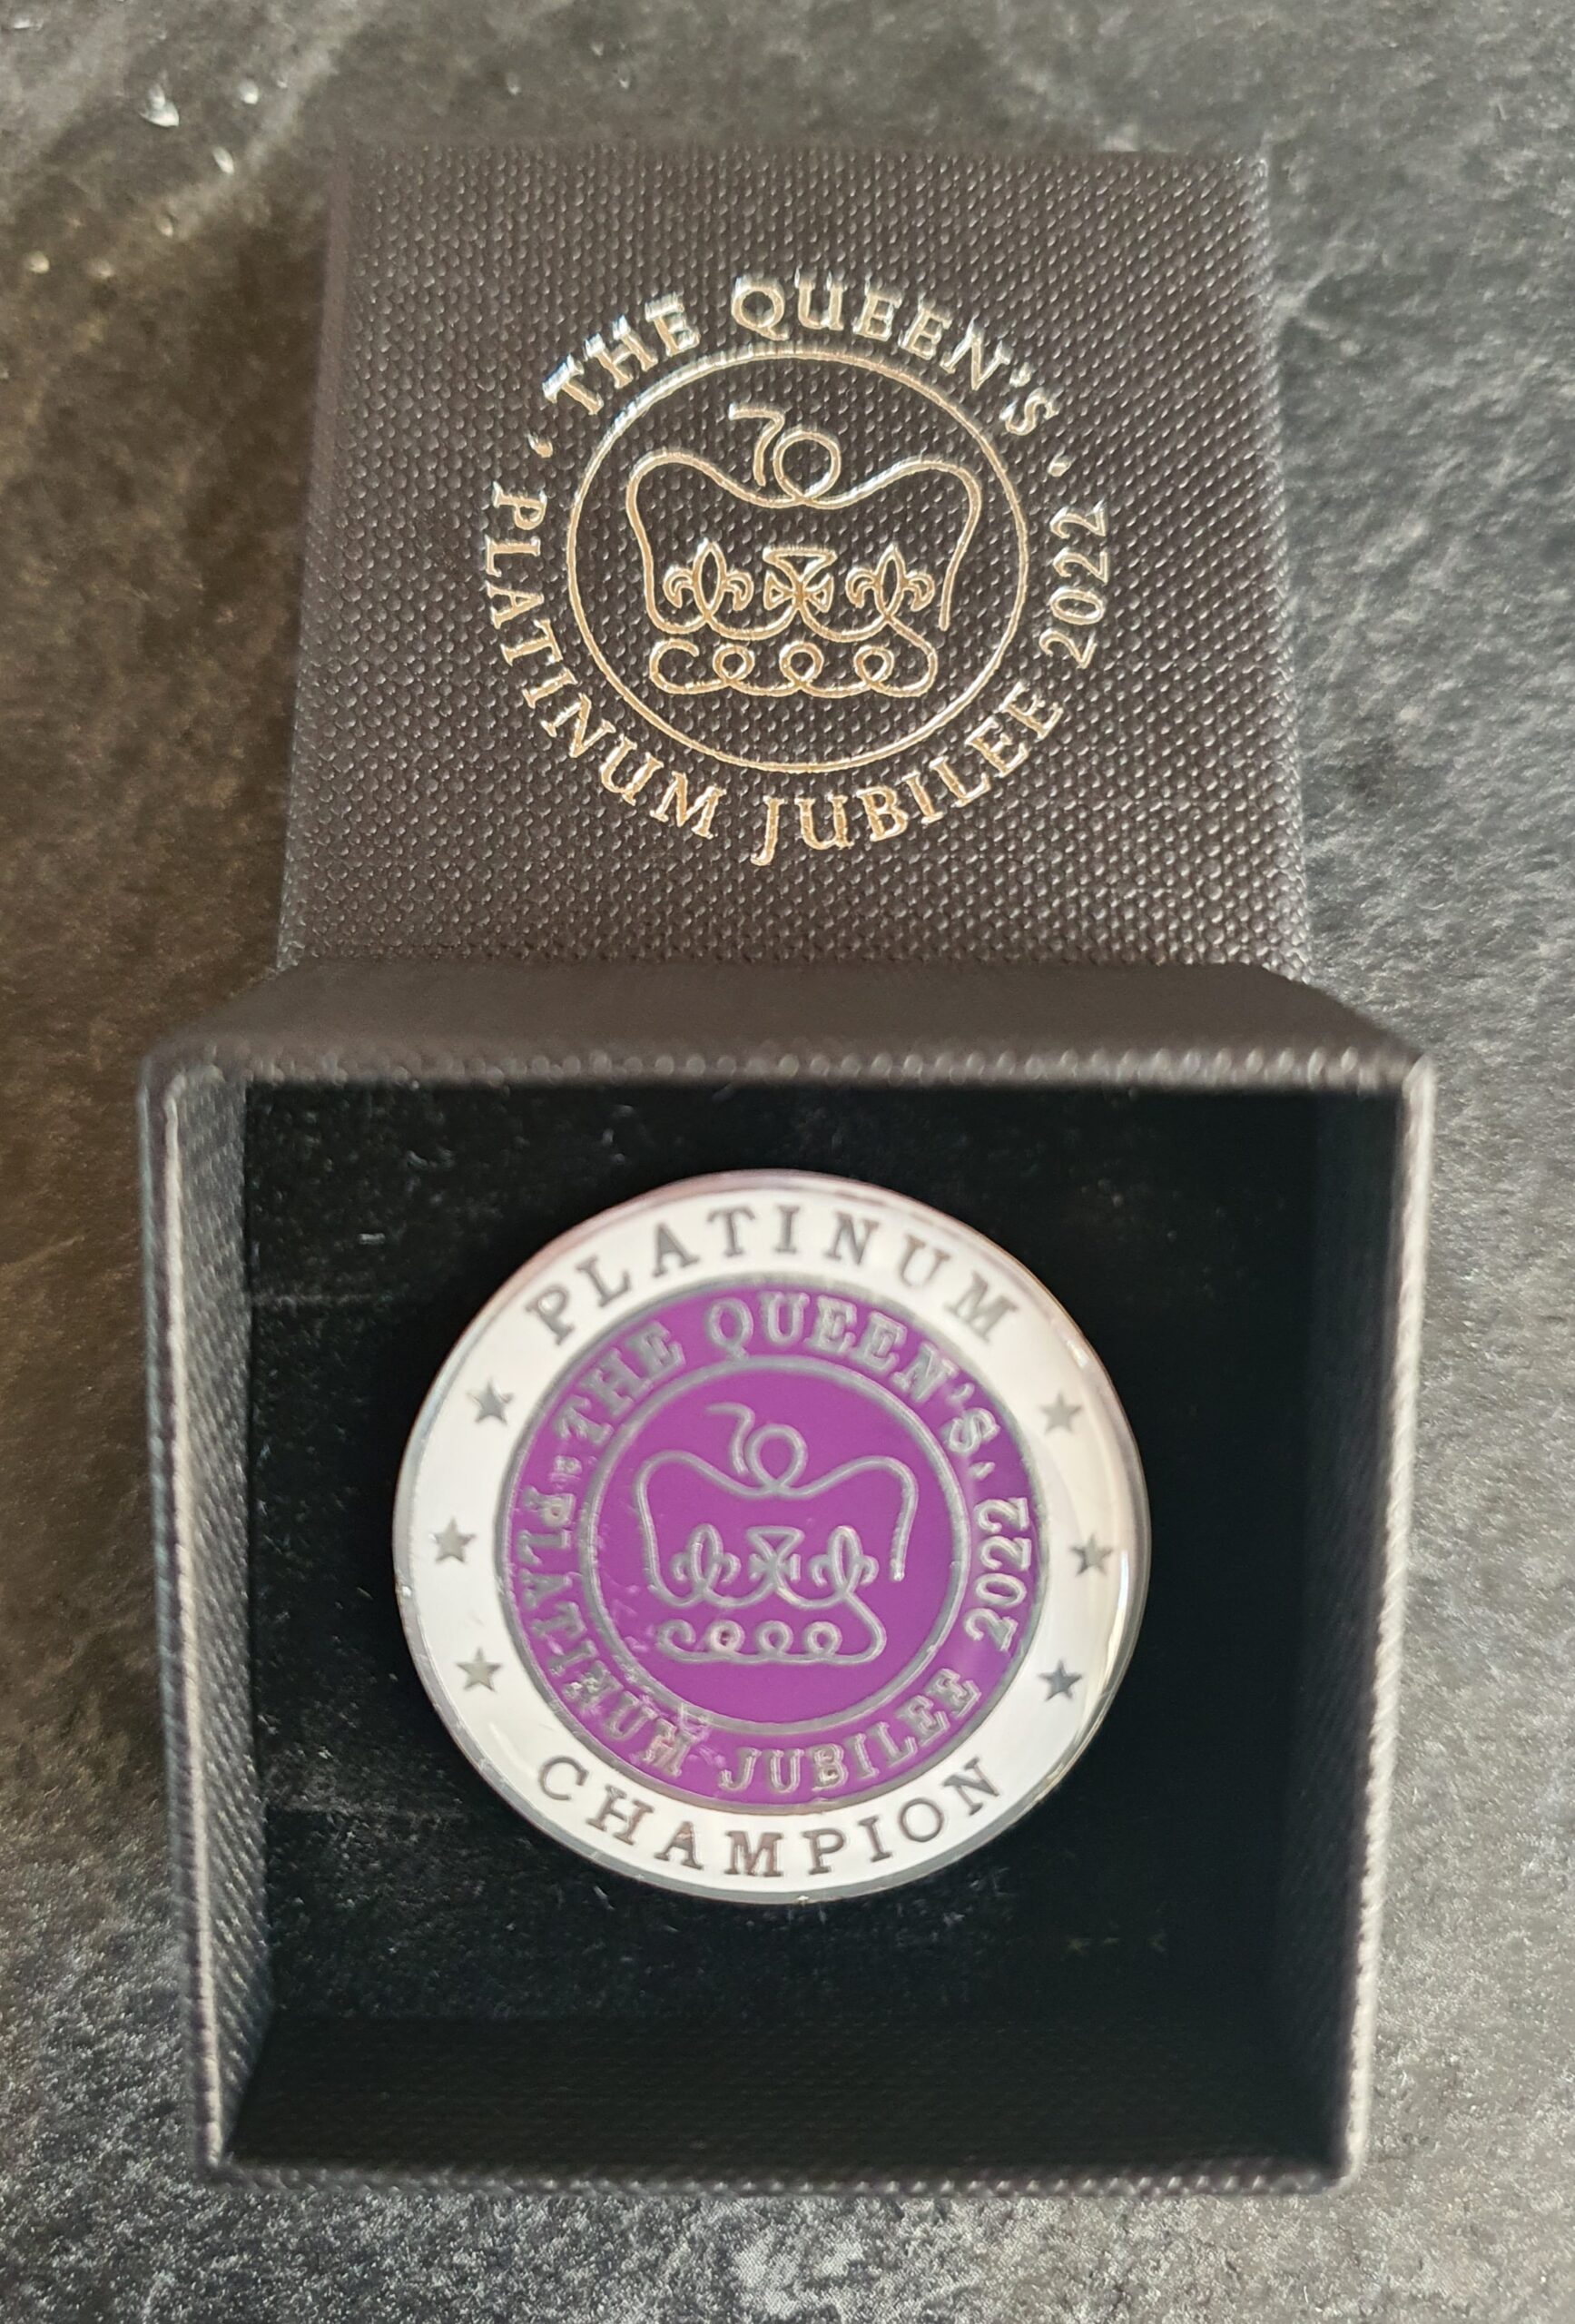 THE QUEEN'S
70
PLATINUM JUBILEE 2022
PLATINUM
THE QUEEN'S
70
PLATINUM JUBILEE 2022
CHAMPION